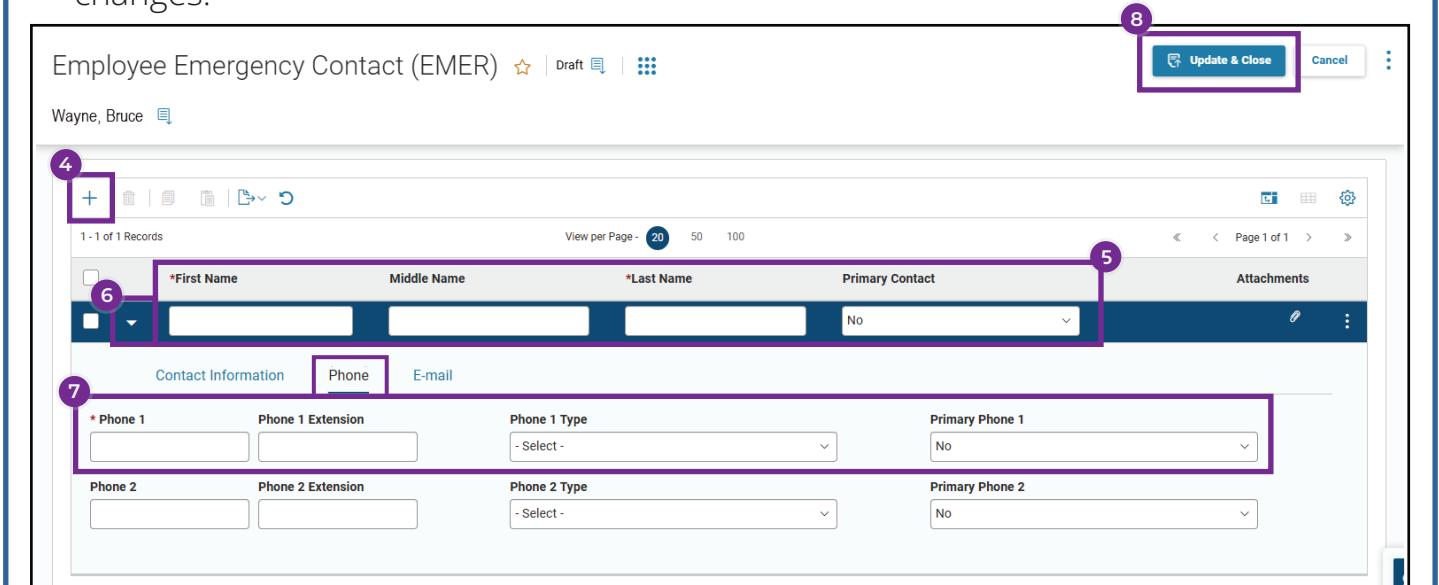 changes.
8
Employee Emergency Contact (EMER) Draft
Update & Close Cancel
Wayne, Bruce
4
1 - 1 of 1 Records View per Page - 20 50 100 Page 1 of 1
5
*First Name Middle Name *Last Name Primary Contact Attachments
6
No
Contact Information Phone E-mail
7
* Phone 1 Phone 1 Extension Phone 1 Type Primary Phone 1
- Select - No
Phone 2 Phone 2 Extension Phone 2 Type Primary Phone 2
- Select - No